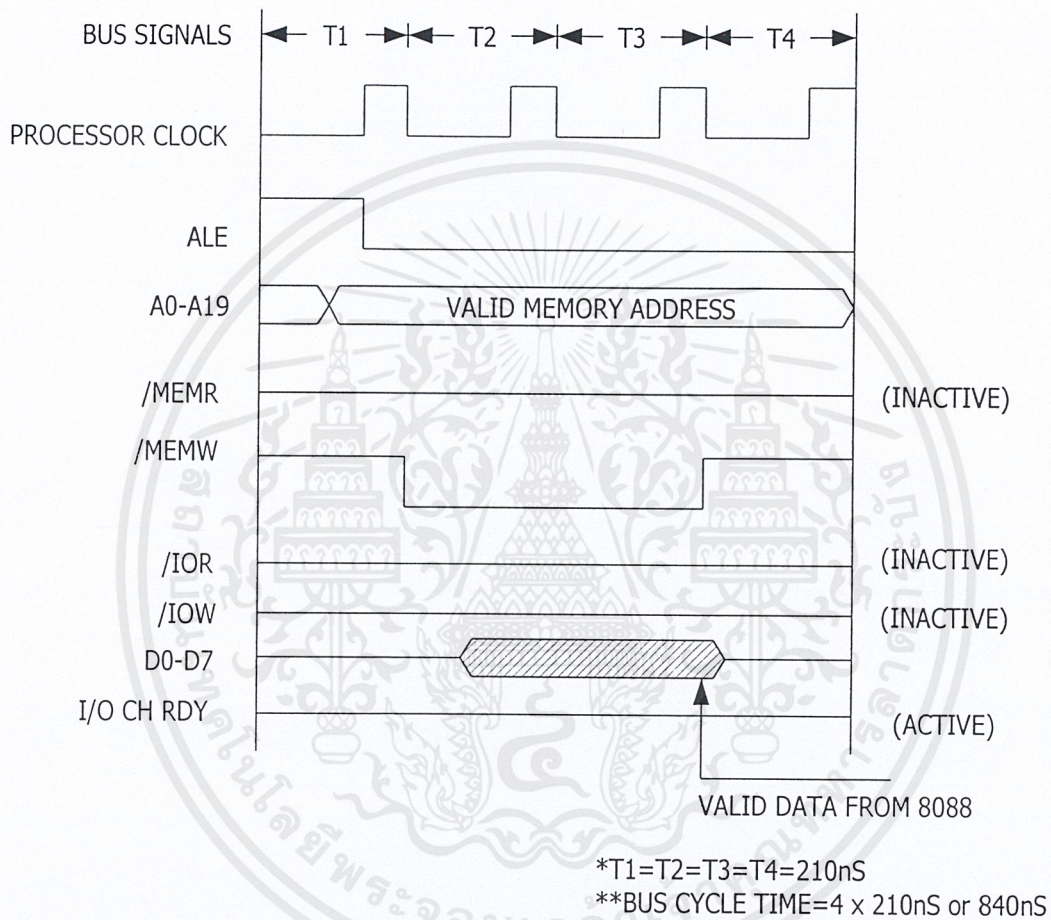 BUS SIGNALS T1 T2 T3 T4
PROCESSOR CLOCK
ALE
A0-A19 VALID MEMORY ADDRESS
/MEMR (INACTIVE)
/MEMW
/IOR (INACTIVE)
/IOW (INACTIVE)
D0-D7
I/O CH RDY (ACTIVE)
VALID DATA FROM 8088
*T1=T2=T3=T4=210nS
**BUS CYCLE TIME=4 x 210nS OR 840nS